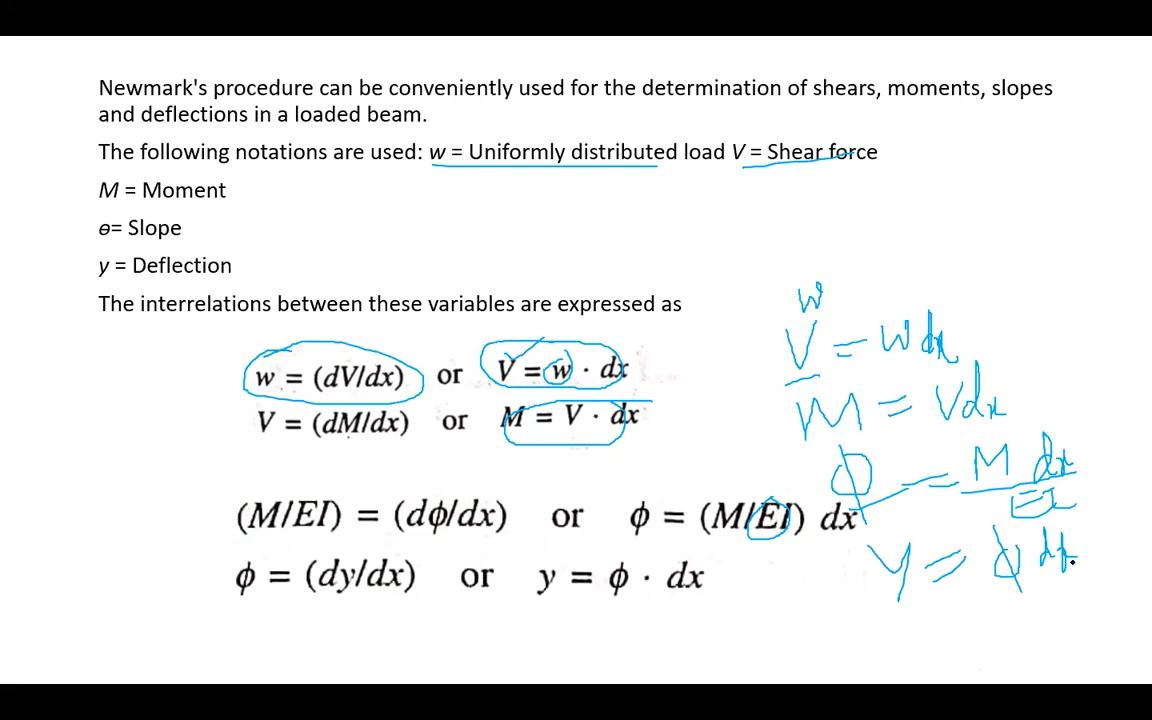 Newmark's procedure can be conveniently used for the determination of shears, moments, slopes
and deflections in a loaded beam.
The following notations are used: w = Uniformly distributed load V = Shear force
M = Moment
ɵ= Slope
y = Deflection
The interrelations between these variables are expressed as
w = (dV/dx) or V = w · dx
V = (dM/dx) or M = V · dx
(M/EI) = (dϕ/dx) or ϕ = (M/EI) dx
ϕ = (dy/dx) or y = ϕ · dx
W
V = W dx
M = V dx
ϕ = M dx / EI
y = ϕ dx